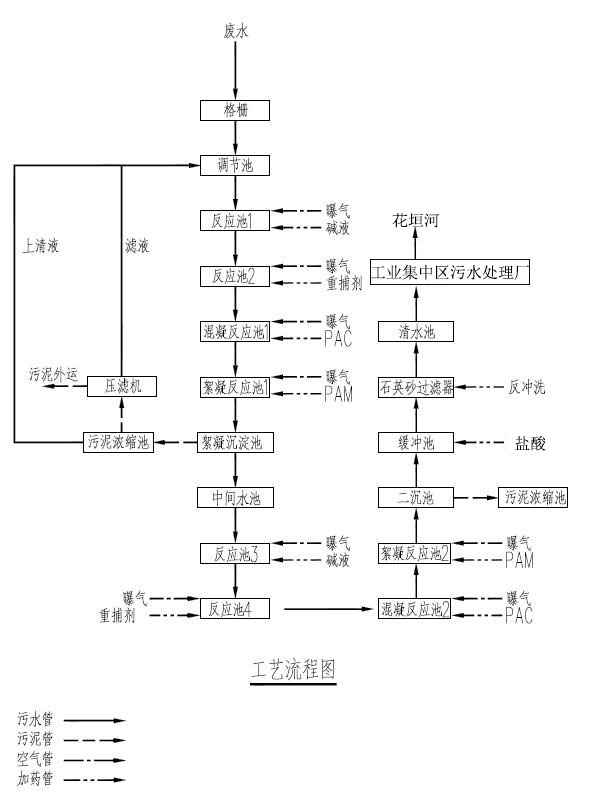 废水
格栅
调节池
反应池1
曝气
碱液
上清液
滤液
反应池2
曝气
重捕剂
混凝反应池1
曝气
PAC
污泥外运
压滤机
絮凝反应池1
曝气
PAM
污泥浓缩池
絮凝沉淀池
中间水池
反应池3
曝气
碱液
曝气
重捕剂
反应池4
花垣河
工业集中区污水处理厂
清水池
石英砂过滤器
反冲洗
缓冲池
盐酸
二沉池
污泥浓缩池
絮凝反应池2
曝气
PAM
混凝反应池2
曝气
PAC
工艺流程图
污水管
污泥管
空气管
加药管